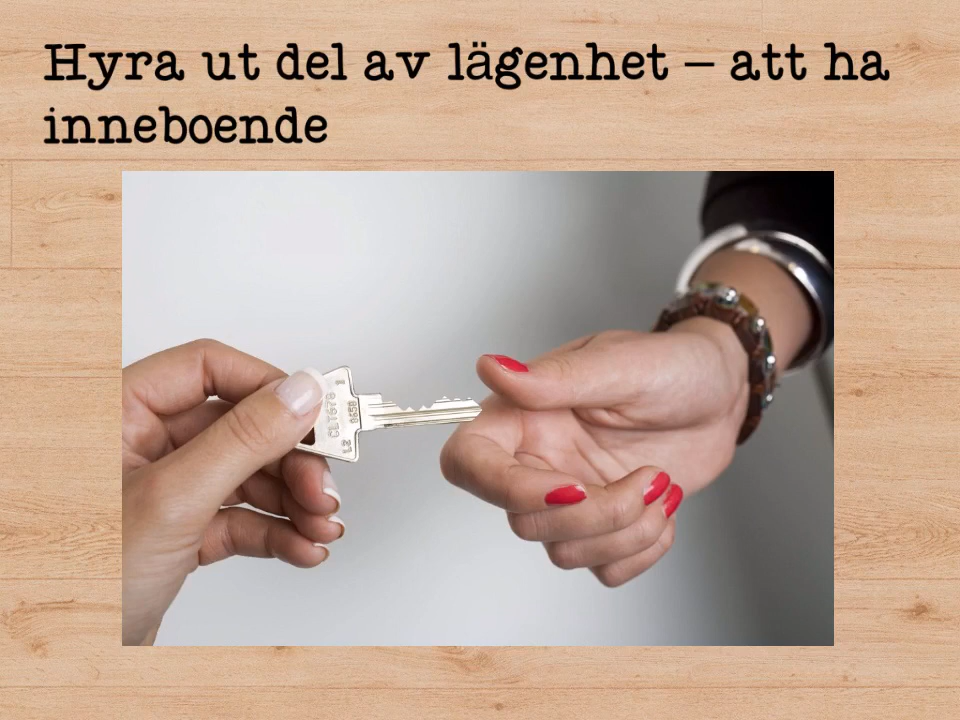 Hyra ut del av lägenhet – att ha
inneboende